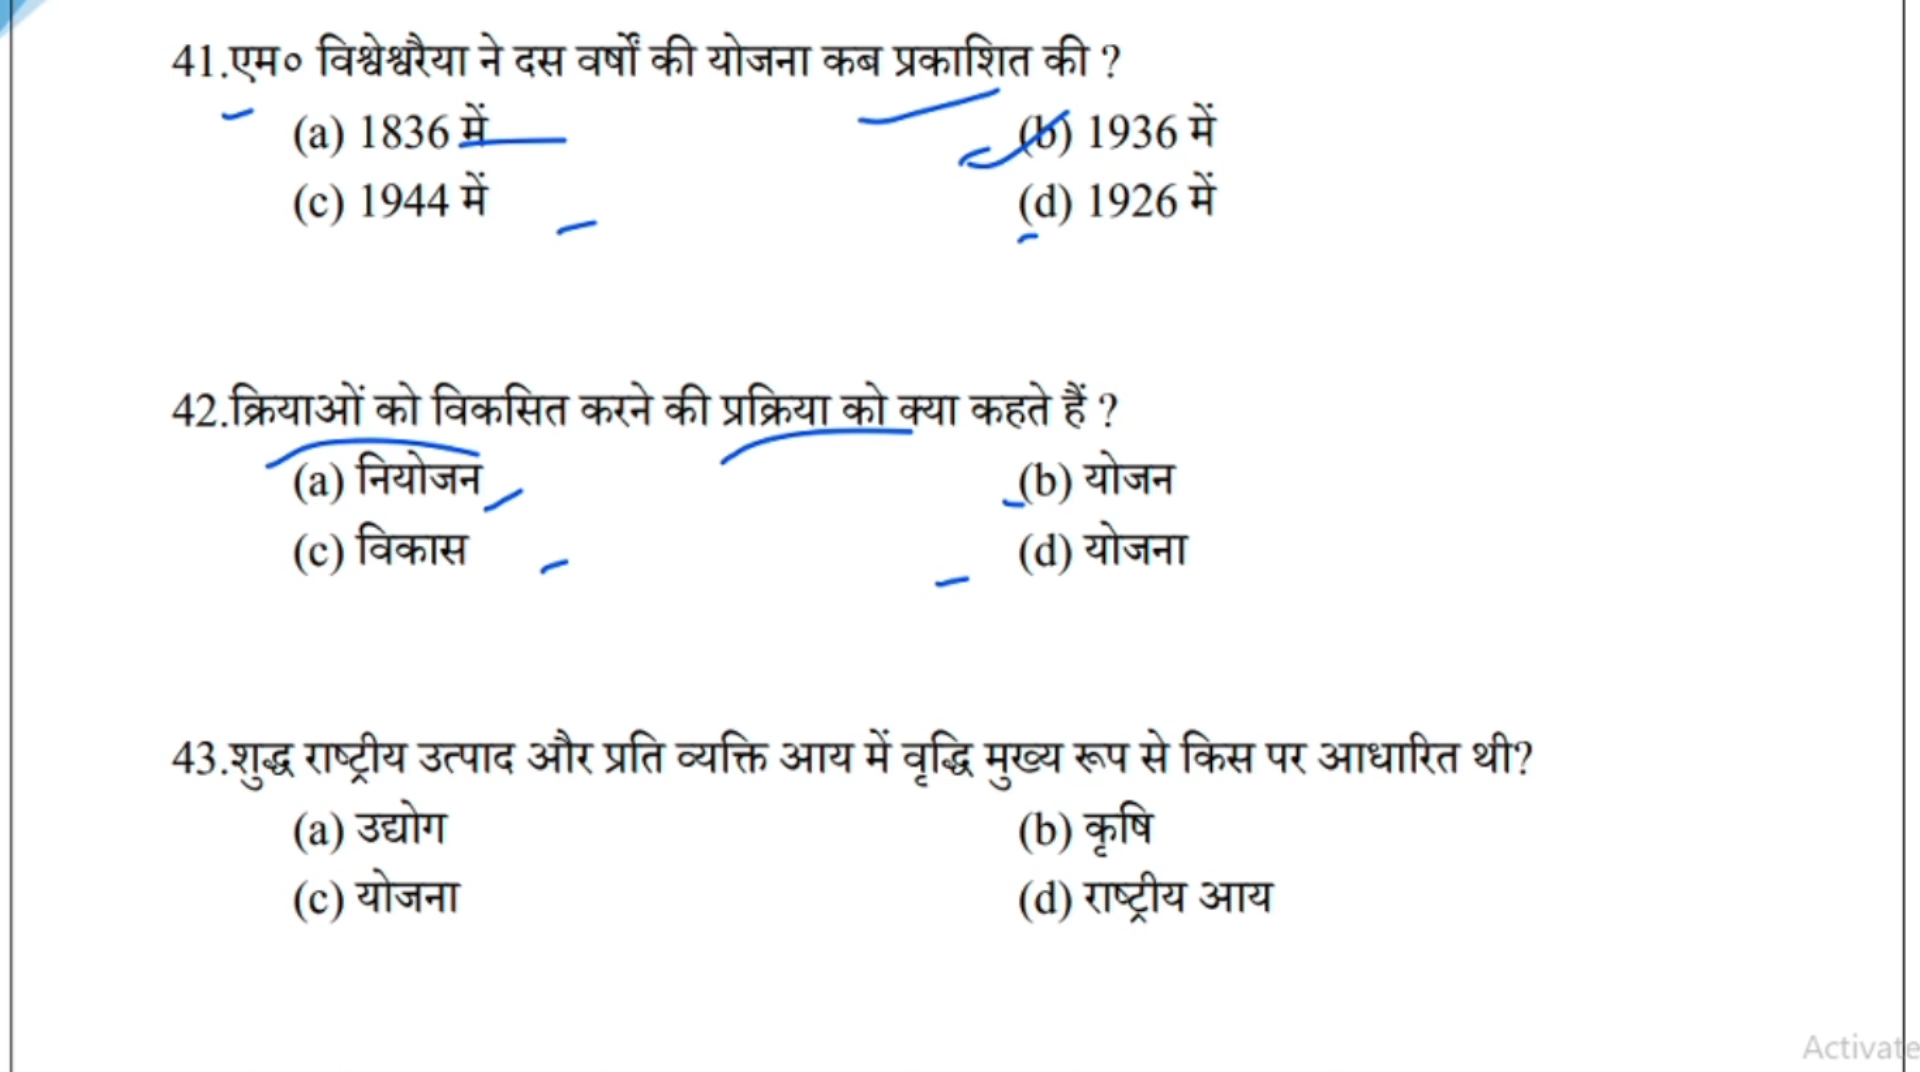 41.एम० विश्वेश्वरैया ने दस वर्षों की योजना कब प्रकाशित की ?
(a) 1836 में (b) 1936 में
(c) 1944 में (d) 1926 में
42.क्रियाओं को विकसित करने की प्रक्रिया को क्या कहते हैं ?
(a) नियोजन (b) योजन
(c) विकास (d) योजना
43.शुद्ध राष्ट्रीय उत्पाद और प्रति व्यक्ति आय में वृद्धि मुख्य रूप से किस पर आधारित थी?
(a) उद्योग (b) कृषि
(c) योजना (d) राष्ट्रीय आय
Activate